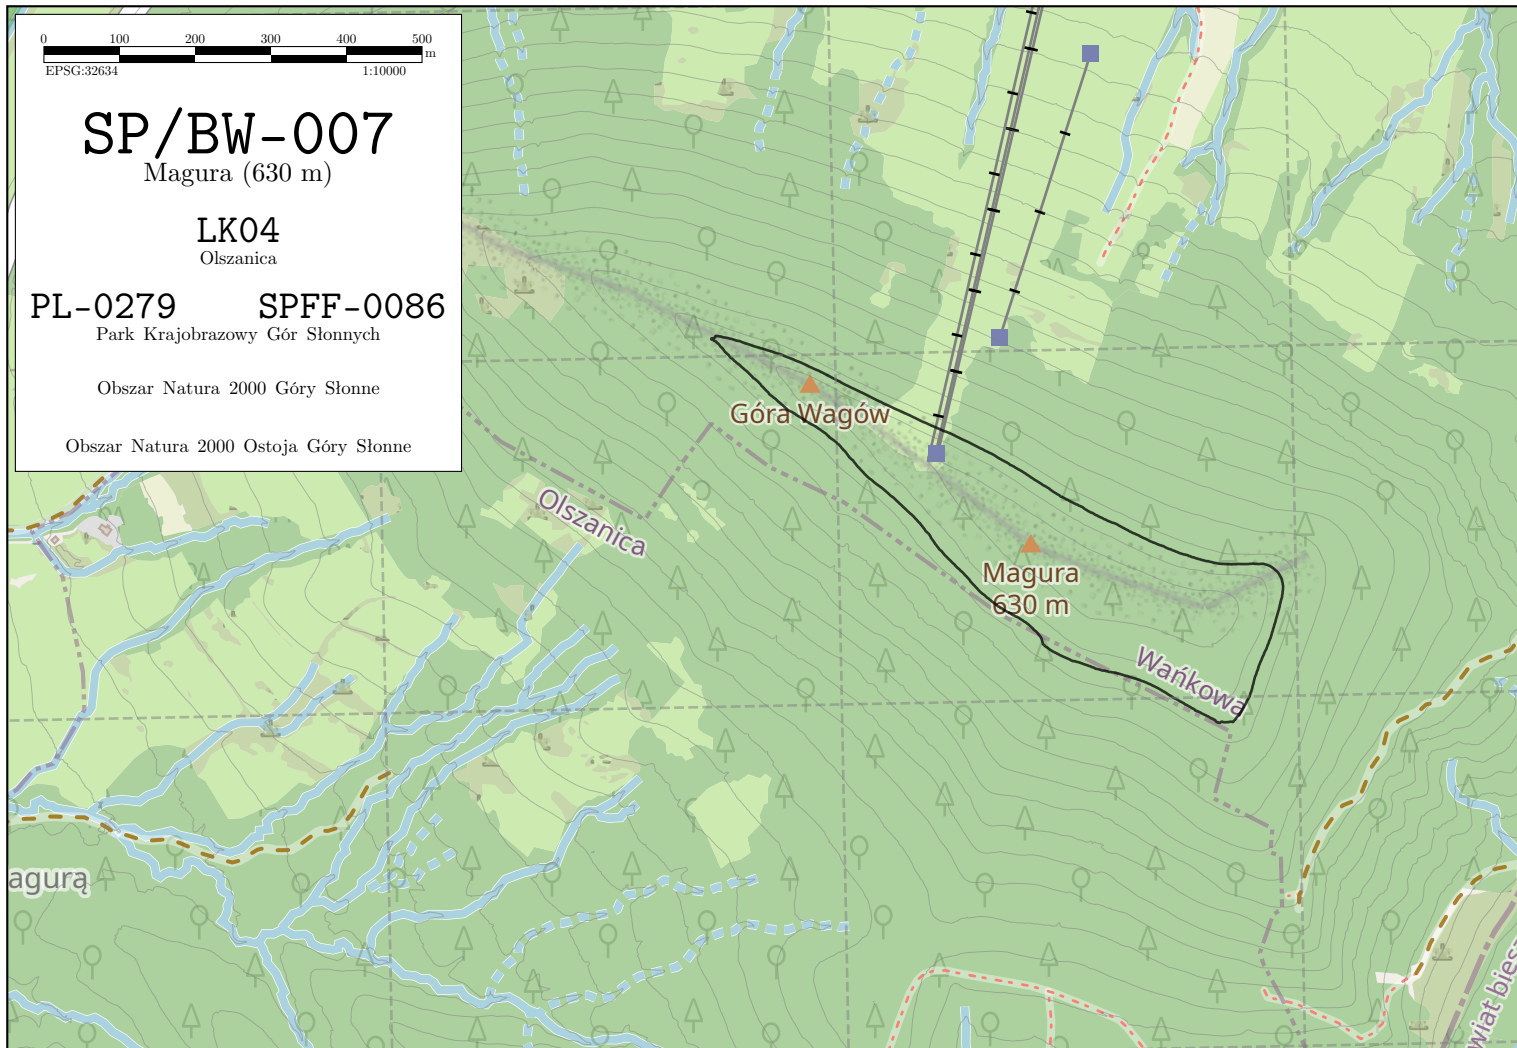 0 100 200 300 400 500
m
EPSG:32634 1:10000
SP/BW-007
Magura (630 m)
LK04
Olszanica
PL-0279 SPFF-0086
Park Krajobrazowy Gór Słonnych
Obszar Natura 2000 Góry Słonne
Obszar Natura 2000 Ostoja Góry Słonne
Góra Wagów
Olszanica
Magura
630 m
Wańkowa
agurą
wiat biesz